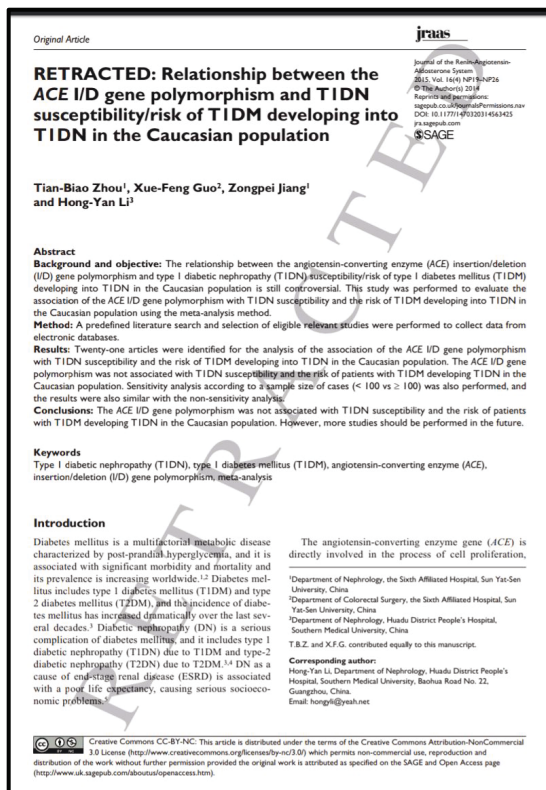 Original Article
jraas
Journal of the Renin-Angiotensin-
Aldosterone System
2015, Vol. 16(4) NP19–NP26
© The Author(s) 2014
Reprints and permissions:
sagepub.co.uk/journalsPermissions.nav
DOI: 10.1177/1470320314563425
jra.sagepub.com
SAGE
RETRACTED: Relationship between the
ACE I/D gene polymorphism and T1DN
susceptibility/risk of T1DM developing into
T1DN in the Caucasian population
Tian-Biao Zhou1, Xue-Feng Guo2, Zongpei Jiang1
and Hong-Yan Li3
Abstract
Background and objective: The relationship between the angiotensin-converting enzyme (ACE) insertion/deletion
(I/D) gene polymorphism and type 1 diabetic nephropathy (T1DN) susceptibility/risk of type 1 diabetes mellitus (T1DM)
developing into T1DN in the Caucasian population is still controversial. This study was performed to evaluate the
association of the ACE I/D gene polymorphism with T1DN susceptibility and the risk of T1DM developing into T1DN in
the Caucasian population using the meta-analysis method.
Method: A predefined literature search and selection of eligible relevant studies were performed to collect data from
electronic databases.
Results: Twenty-one articles were identified for the analysis of the association of the ACE I/D gene polymorphism
with T1DN susceptibility and the risk of T1DM developing into T1DN in the Caucasian population. The ACE I/D gene
polymorphism was not associated with T1DN susceptibility and the risk of patients with T1DM developing T1DN in the
Caucasian population. Sensitivity analysis according to a sample size of cases (< 100 vs ≥ 100) was also performed, and
the results were also similar with the non-sensitivity analysis.
Conclusions: The ACE I/D gene polymorphism was not associated with T1DN susceptibility and the risk of patients
with T1DM developing T1DN in the Caucasian population. However, more studies should be performed in the future.
Keywords
Type 1 diabetic nephropathy (T1DN), type 1 diabetes mellitus (T1DM), angiotensin-converting enzyme (ACE),
insertion/deletion (I/D) gene polymorphism, meta-analysis
Introduction
Diabetes mellitus is a multifactorial metabolic disease
characterized by post-prandial hyperglycemia, and it is
associated with significant morbidity and mortality and
its prevalence is increasing worldwide.1,2 Diabetes mel-
litus includes type 1 diabetes mellitus (T1DM) and type
2 diabetes mellitus (T2DM), and the incidence of diabe-
tes mellitus has increased dramatically over the last sev-
eral decades.3 Diabetic nephropathy (DN) is a serious
complication of diabetes mellitus, and it includes type 1
diabetic nephropathy (T1DN) due to T1DM and type-2
diabetic nephropathy (T2DN) due to T2DM.3,4 DN as a
cause of end-stage renal disease (ESRD) is associated
with a poor life expectancy, causing serious socioeco-
nomic problems.
The angiotensin-converting enzyme gene (ACE) is
directly involved in the process of cell proliferation,
1Department of Nephrology, the Sixth Affiliated Hospital, Sun Yat-Sen
University, China
2Department of Colorectal Surgery, the Sixth Affiliated Hospital, Sun
Yat-Sen University, China
3Department of Nephrology, Huadu District People's Hospital,
Southern Medical University, China
T.B.Z. and X.F.G. contributed equally to this manuscript.
Corresponding author:
Hong-Yan Li, Department of Nephrology, Huadu District People's
Hospital, Southern Medical University, Baohua Road No. 22,
Guangzhou, China.
Email: hongyli@yeah.net
RETRACTED
cc BY NC
Creative Commons CC-BY-NC: This article is distributed under the terms of the Creative Commons Attribution-NonCommercial
3.0 License (http://www.creativecommons.org/licenses/by-nc/3.0/) which permits non-commercial use, reproduction and
distribution of the work without further permission provided the original work is attributed as specified on the SAGE and Open Access page
(http://www.uk.sagepub.com/aboutus/openaccess.htm).